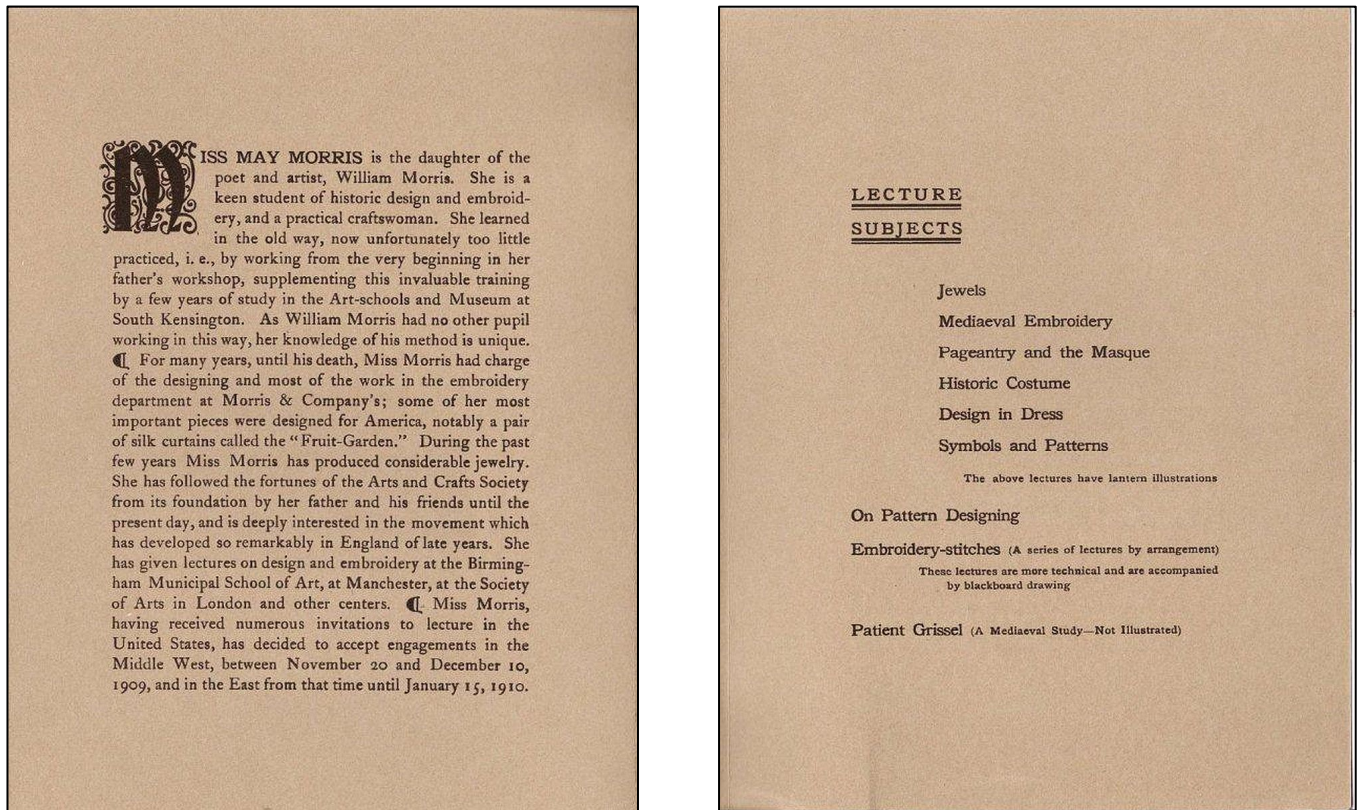 MISS MAY MORRIS is the daughter of the
poet and artist, William Morris. She is a
keen student of historic design and embroid-
ery, and a practical craftswoman. She learned
in the old way, now unfortunately too little
practiced, i. e., by working from the very beginning in her
father's workshop, supplementing this invaluable training
by a few years of study in the Art-schools and Museum at
South Kensington. As William Morris had no other pupil
working in this way, her knowledge of his method is unique.
¶ For many years, until his death, Miss Morris had charge
of the designing and most of the work in the embroidery
department at Morris & Company's; some of her most
important pieces were designed for America, notably a pair
of silk curtains called the "Fruit-Garden." During the past
few years Miss Morris has produced considerable jewelry.
She has followed the fortunes of the Arts and Crafts Society
from its foundation by her father and his friends until the
present day, and is deeply interested in the movement which
has developed so remarkably in England of late years. She
has given lectures on design and embroidery at the Birming-
ham Municipal School of Art, at Manchester, at the Society
of Arts in London and other centers. ¶ Miss Morris,
having received numerous invitations to lecture in the
United States, has decided to accept engagements in the
Middle West, between November 20 and December 10,
1909, and in the East from that time until January 15, 1910.
LECTURE
SUBJECTS
Jewels
Mediaeval Embroidery
Pageantry and the Masque
Historic Costume
Design in Dress
Symbols and Patterns
The above lectures have lantern illustrations
On Pattern Designing
Embroidery-stitches (A series of lectures by arrangement)
These lectures are more technical and are accompanied
by blackboard drawing
Patient Grissel (A Mediaeval Study—Not Illustrated)